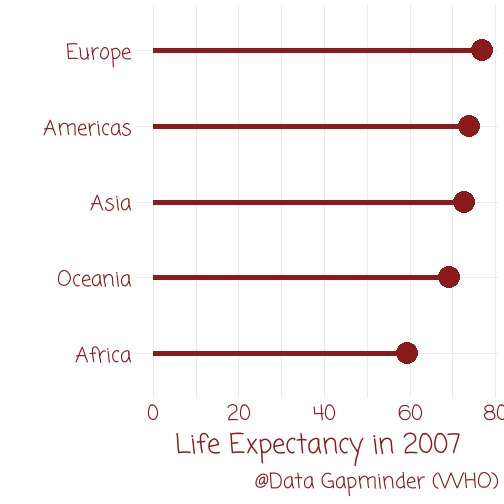 Europe
Americas
Asia
Oceania
Africa
0 20 40 60 80
Life Expectancy in 2007
@Data Gapminder (WHO)